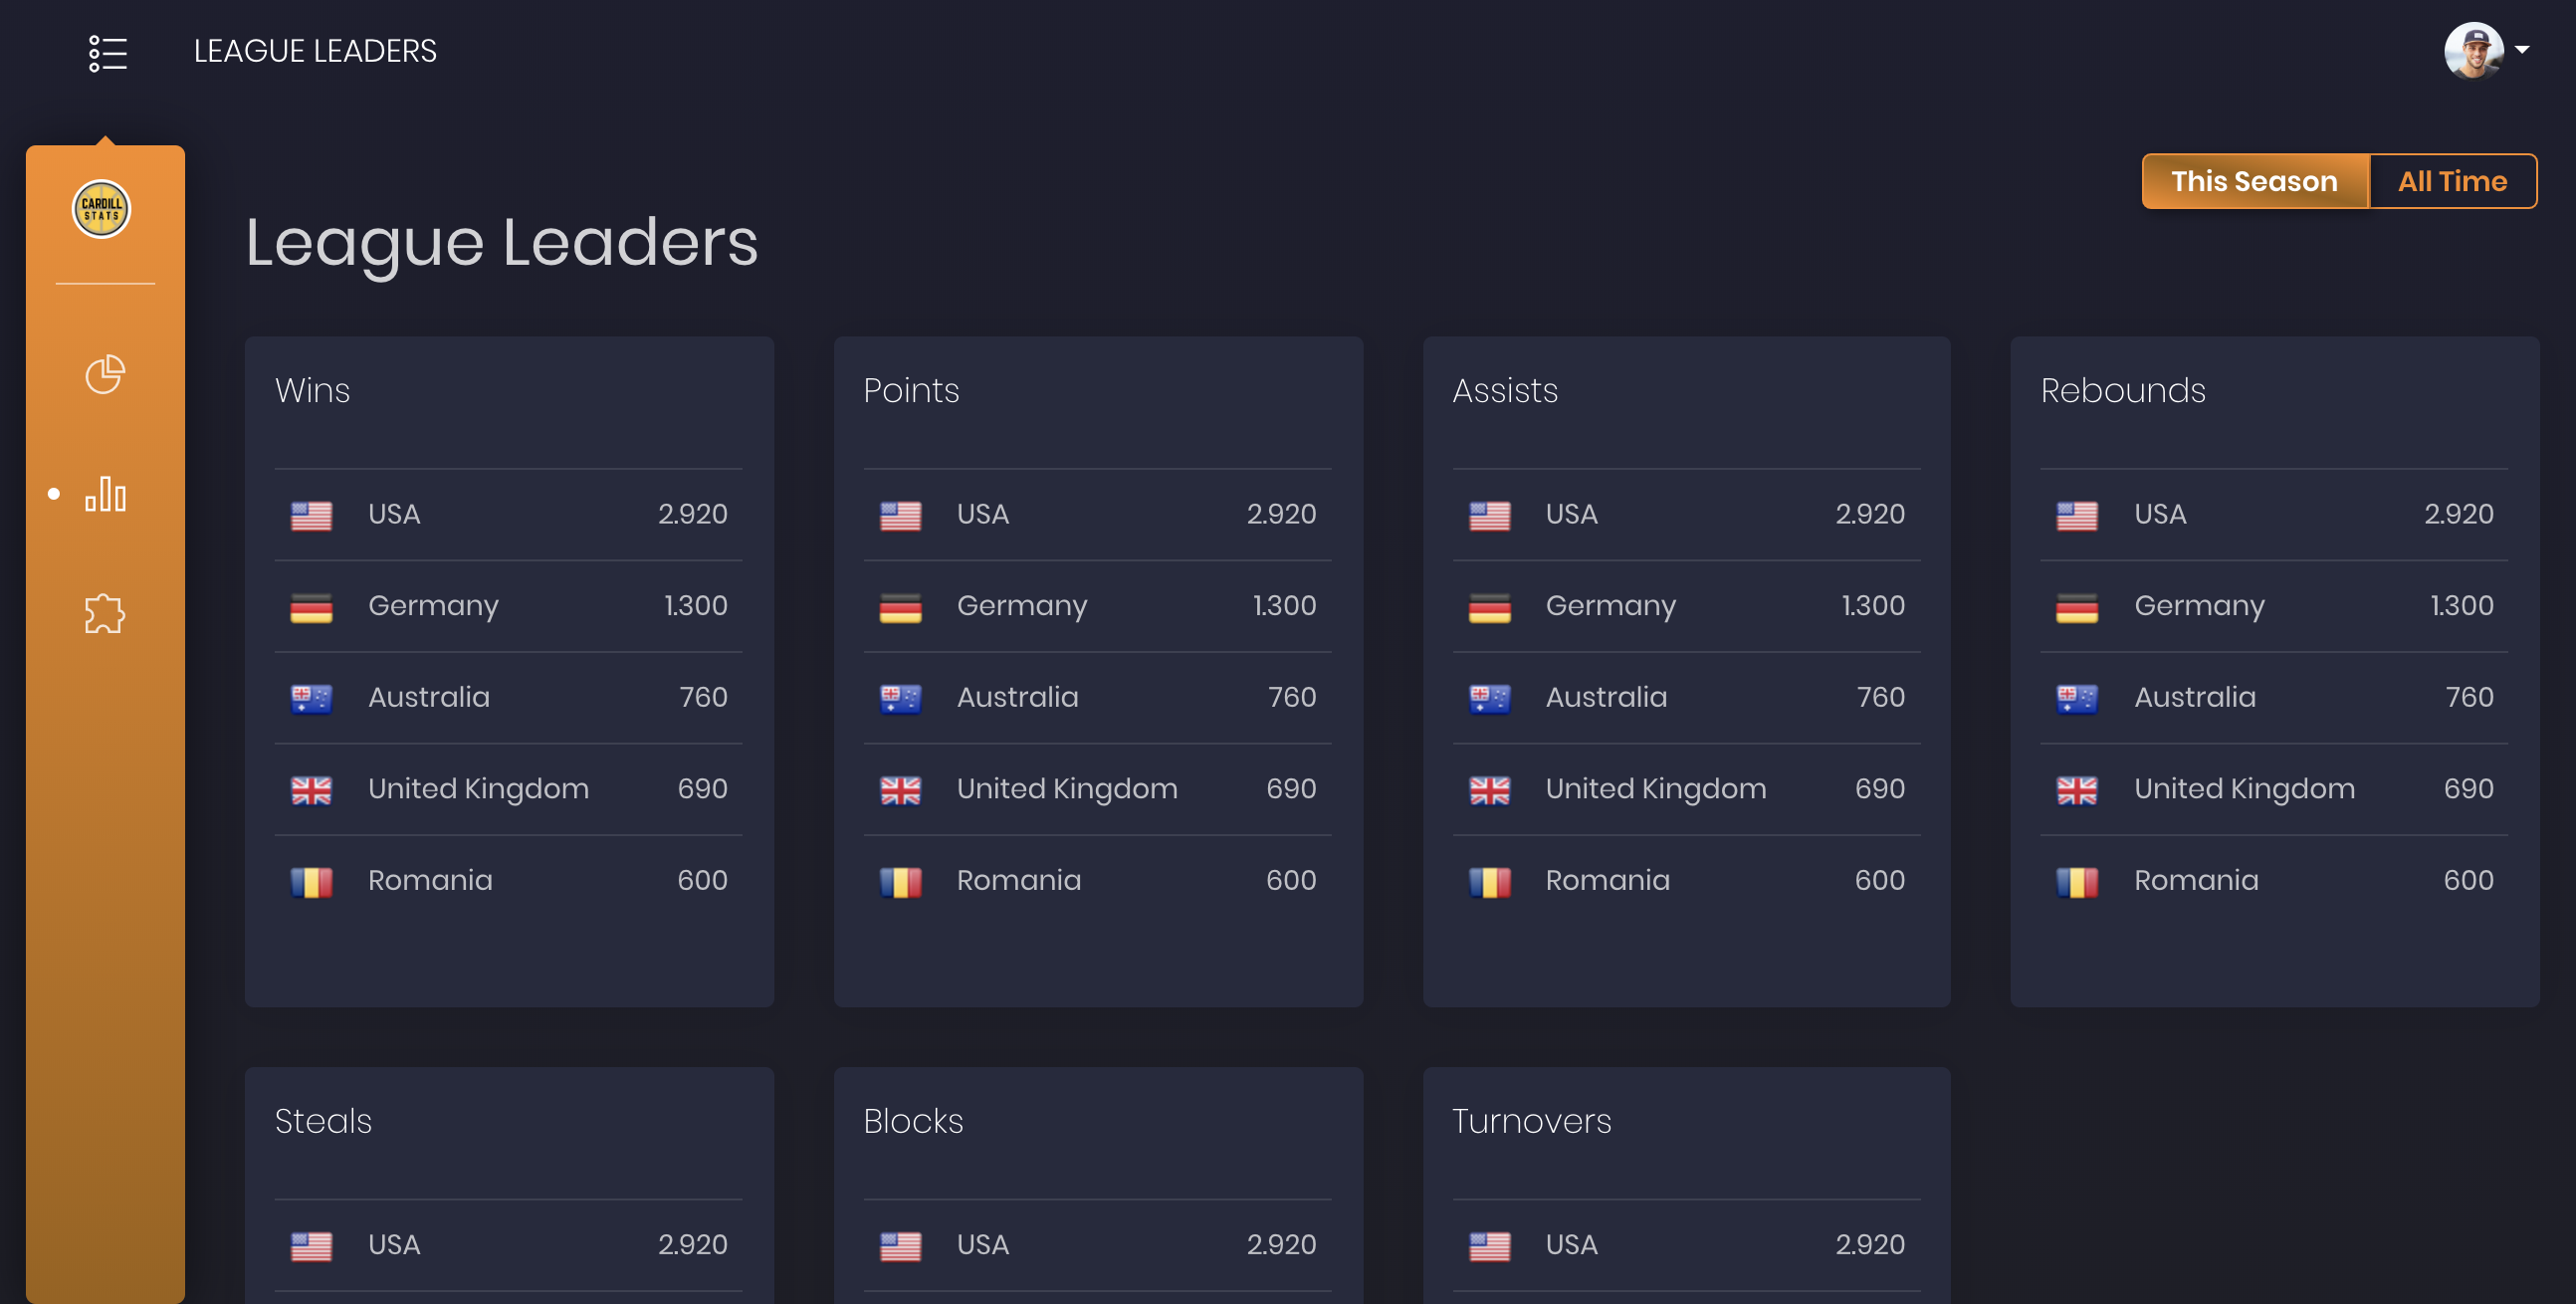 LEAGUE LEADERS
CARDILL
STATS
This Season
All Time
League Leaders
Wins
USA 2.920
Germany 1.300
Australia 760
United Kingdom 690
Romania 600
Points
USA 2.920
Germany 1.300
Australia 760
United Kingdom 690
Romania 600
Assists
USA 2.920
Germany 1.300
Australia 760
United Kingdom 690
Romania 600
Rebounds
USA 2.920
Germany 1.300
Australia 760
United Kingdom 690
Romania 600
Steals
USA 2.920
Blocks
USA 2.920
Turnovers
USA 2.920